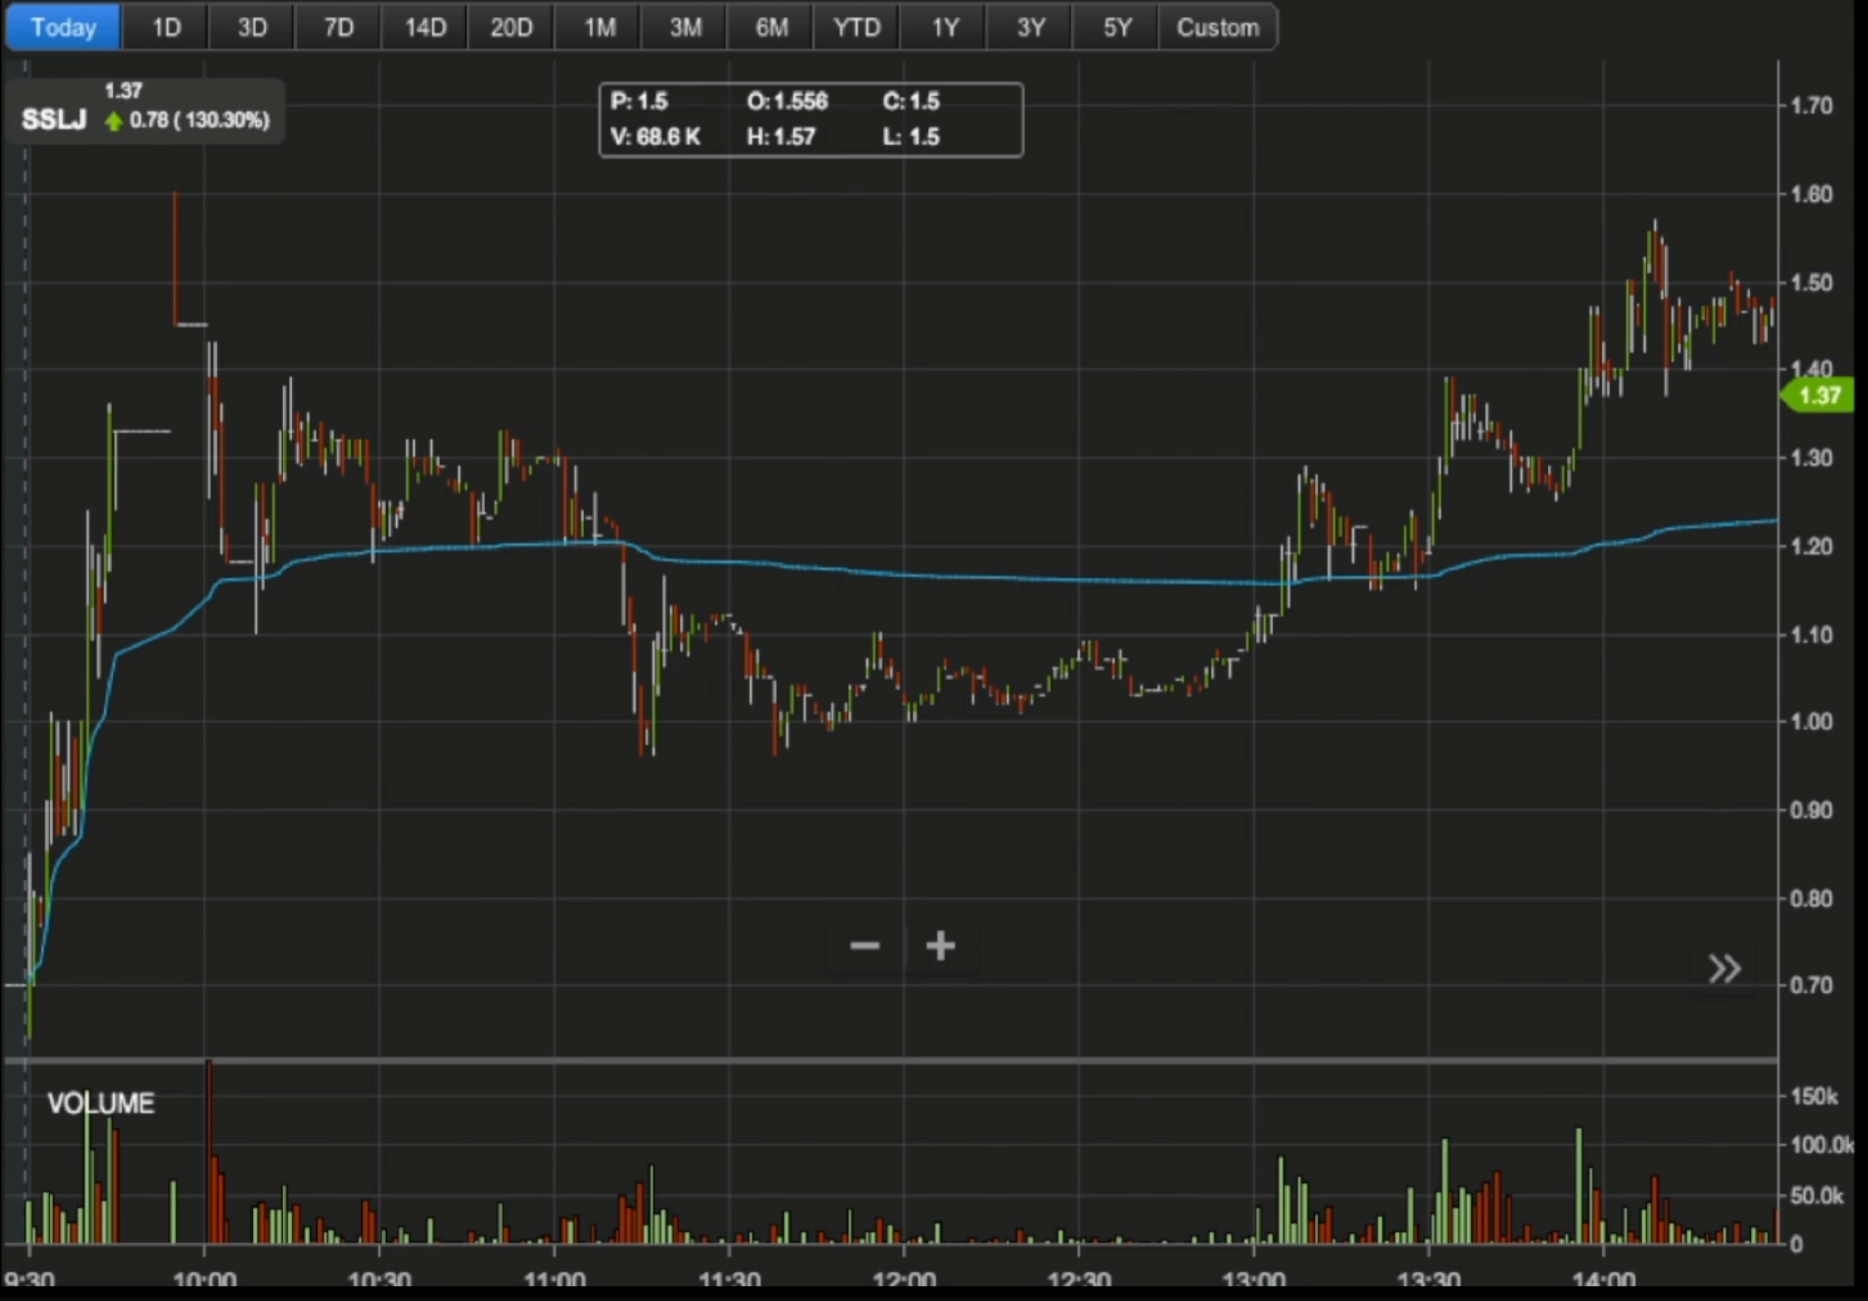 Today 1D 3D 7D 14D 20D 1M 3M 6M YTD 1Y 3Y 5Y Custom
1.37
SSLJ 0.78 ( 130.30%)
P: 1.5 O: 1.556 C: 1.5
V: 68.6 K H: 1.57 L: 1.5
1.70
1.60
1.50
1.40
1.37
1.30
1.20
1.10
1.00
0.90
0.80
0.70
VOLUME
150k
100.0k
50.0k
0
9:30 10:00 10:30 11:00 11:30 12:00 12:30 13:00 13:30 14:00